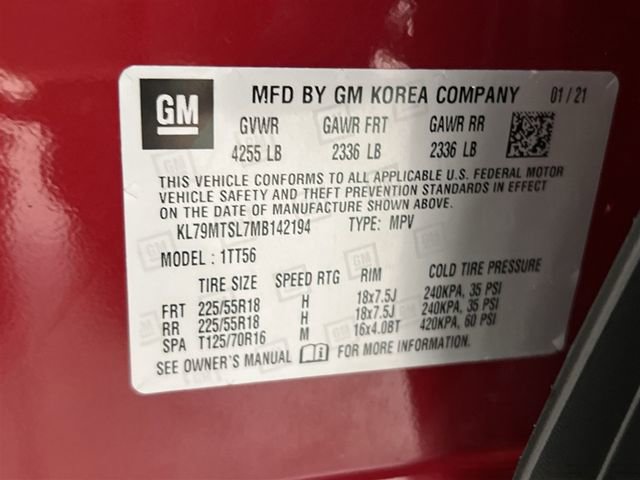 GM MFD BY GM KOREA COMPANY 01/21
GVWR GAWR FRT GAWR RR
4255 LB 2336 LB 2336 LB
THIS VEHICLE CONFORMS TO ALL APPLICABLE U.S. FEDERAL MOTOR
VEHICLE SAFETY AND THEFT PREVENTION STANDARDS IN EFFECT
ON THE DATE OF MANUFACTURE SHOWN ABOVE.
KL79MTSL7MB142194 TYPE: MPV
MODEL : 1TT56
TIRE SIZE SPEED RTG RIM COLD TIRE PRESSURE
FRT 225/55R18 H 18x7.5J 240KPA, 35 PSI
RR 225/55R18 H 18x7.5J 240KPA, 35 PSI
SPA T125/70R16 M 16x4.0BT 420KPA, 60 PSI
SEE OWNER'S MANUAL FOR MORE INFORMATION.